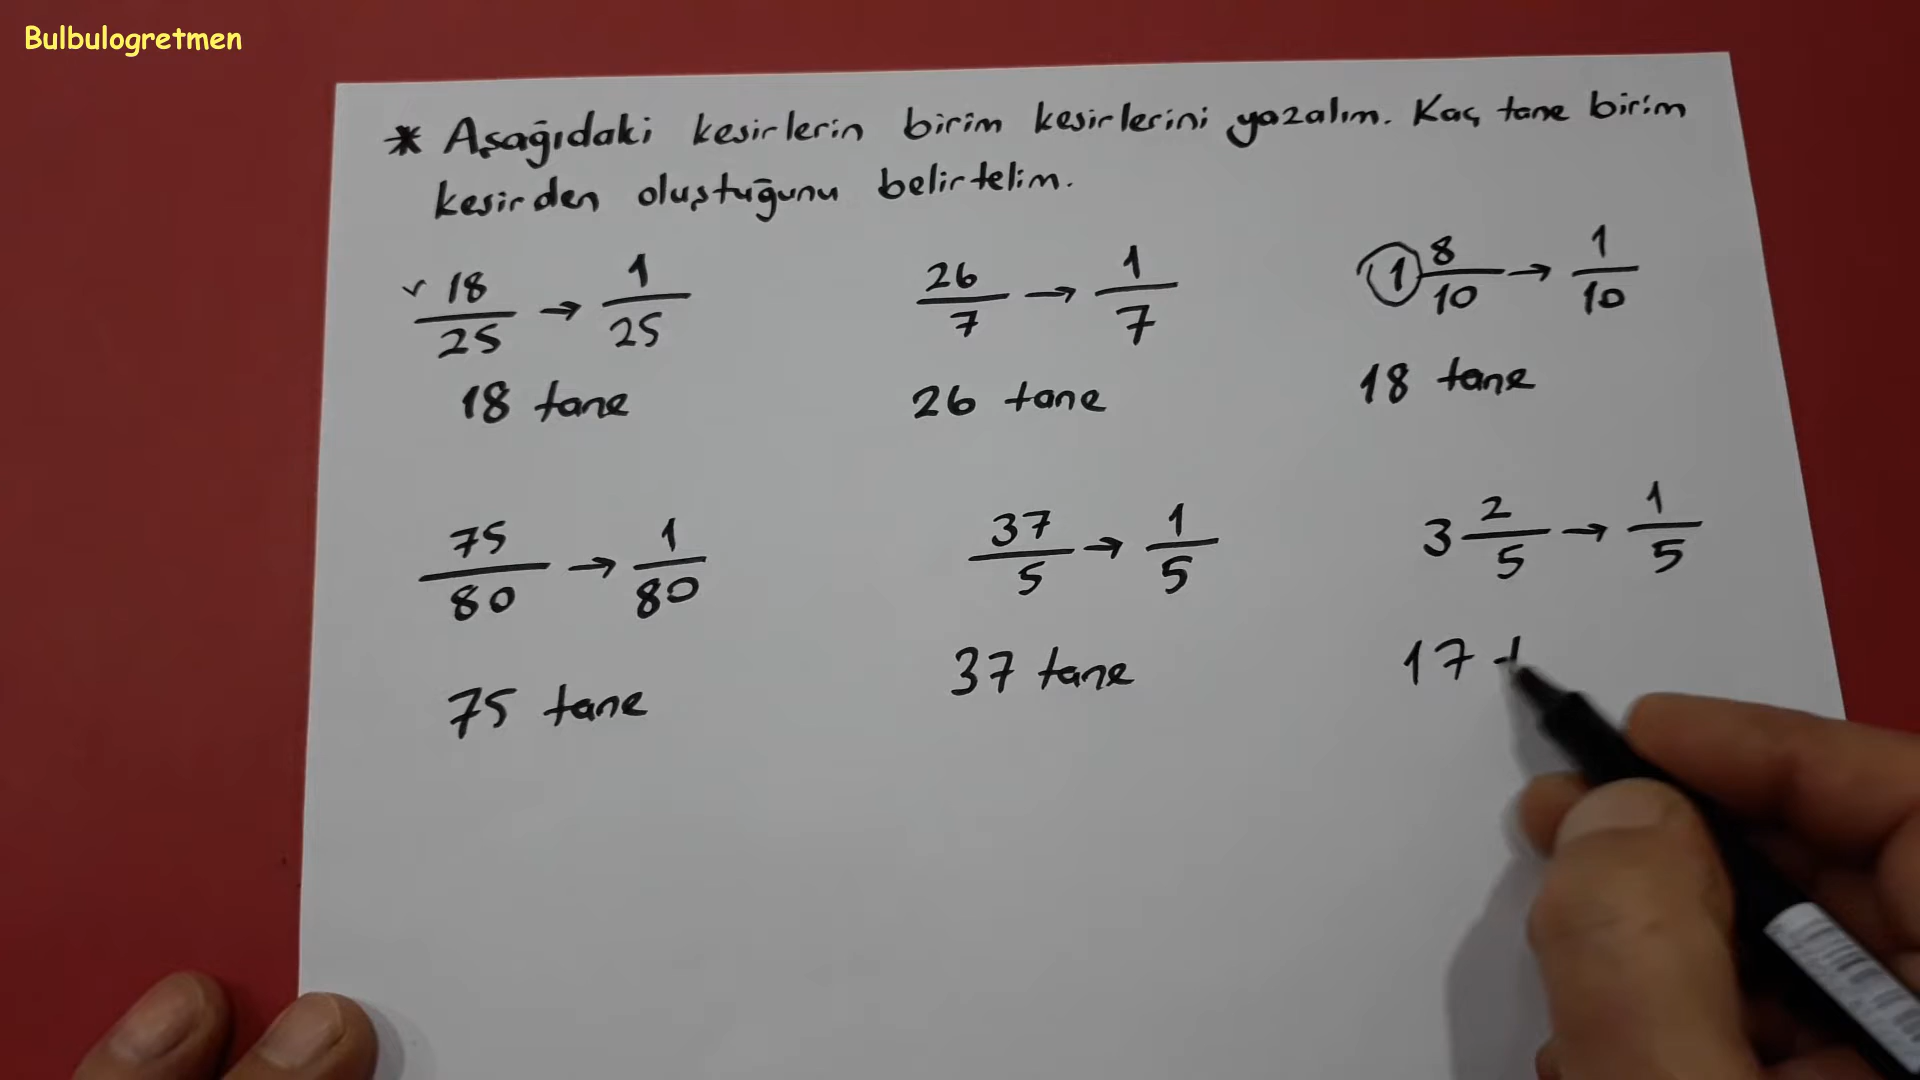 Bulbulogretmen
* Aşağıdaki kesirlerin birim kesirlerini yazalım. Kaç tane birim
kesirden oluştuğunu belirtelim.
✓ 18/25 → 1/25
26/7 → 1/7
1 8/10 → 1/10
18 tane
26 tane
18 tane
75/80 → 1/80
37/5 → 1/5
3 2/5 → 1/5
75 tane
37 tane
17 t